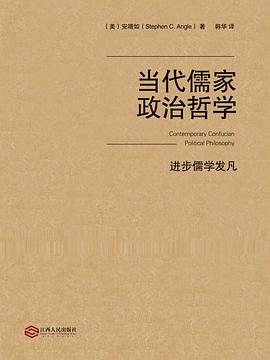 （美）安靖如（Stephen C. Angle）著 韩华 译
当代儒家
政治哲学
Contemporary Confucian
Political Philosophy
进步儒学发凡
江西人民出版社